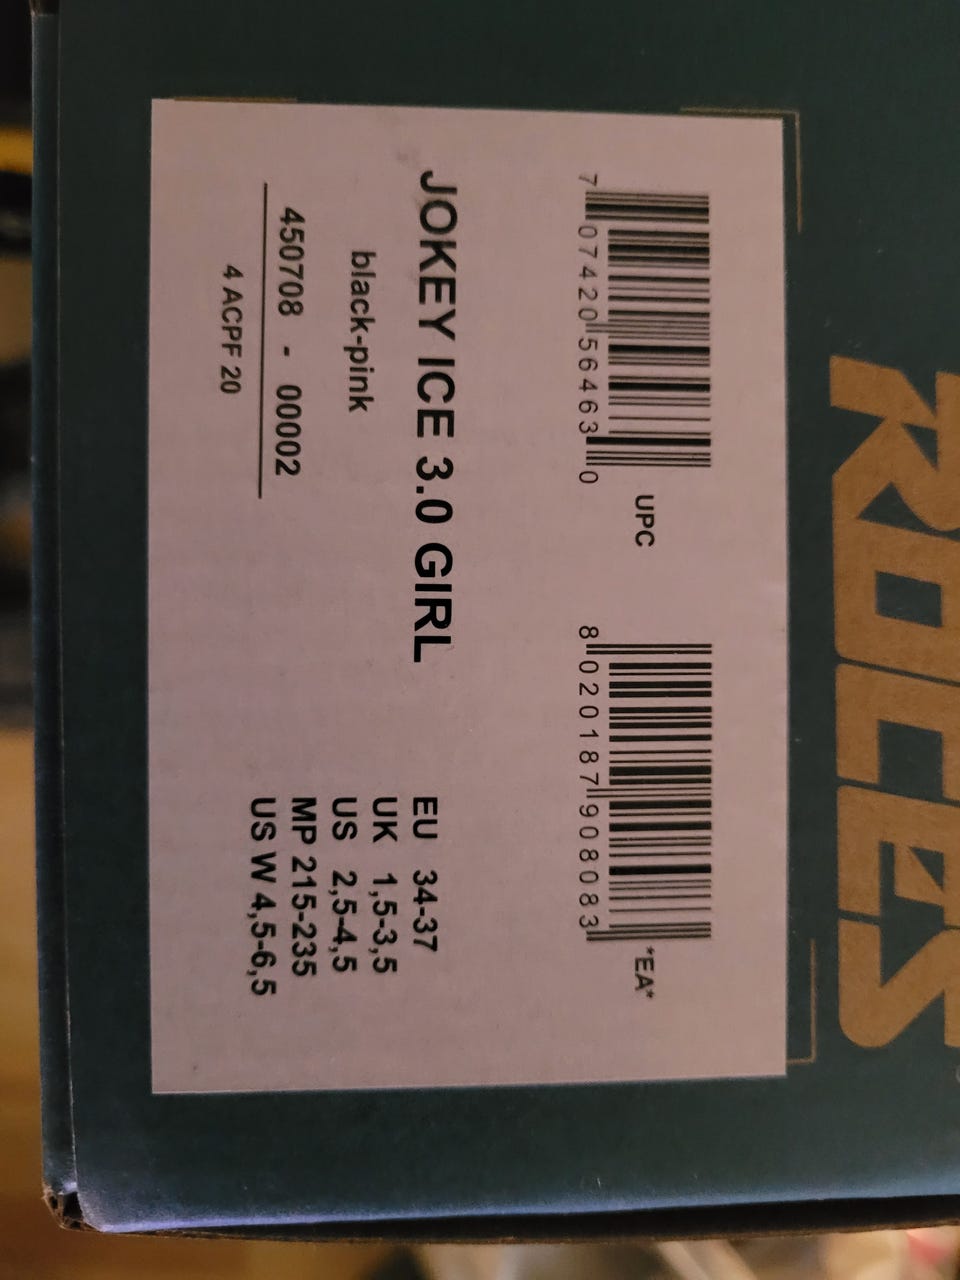 ROCES
UPC
*EA*
7 07420 56463 0
8 020187 908083
JOKEY ICE 3.0 GIRL
black-pink
450708 - 00002
4 ACPF 20
EU 34-37
UK 1,5-3,5
US 2,5-4,5
MP 215-235
US W 4,5-6,5